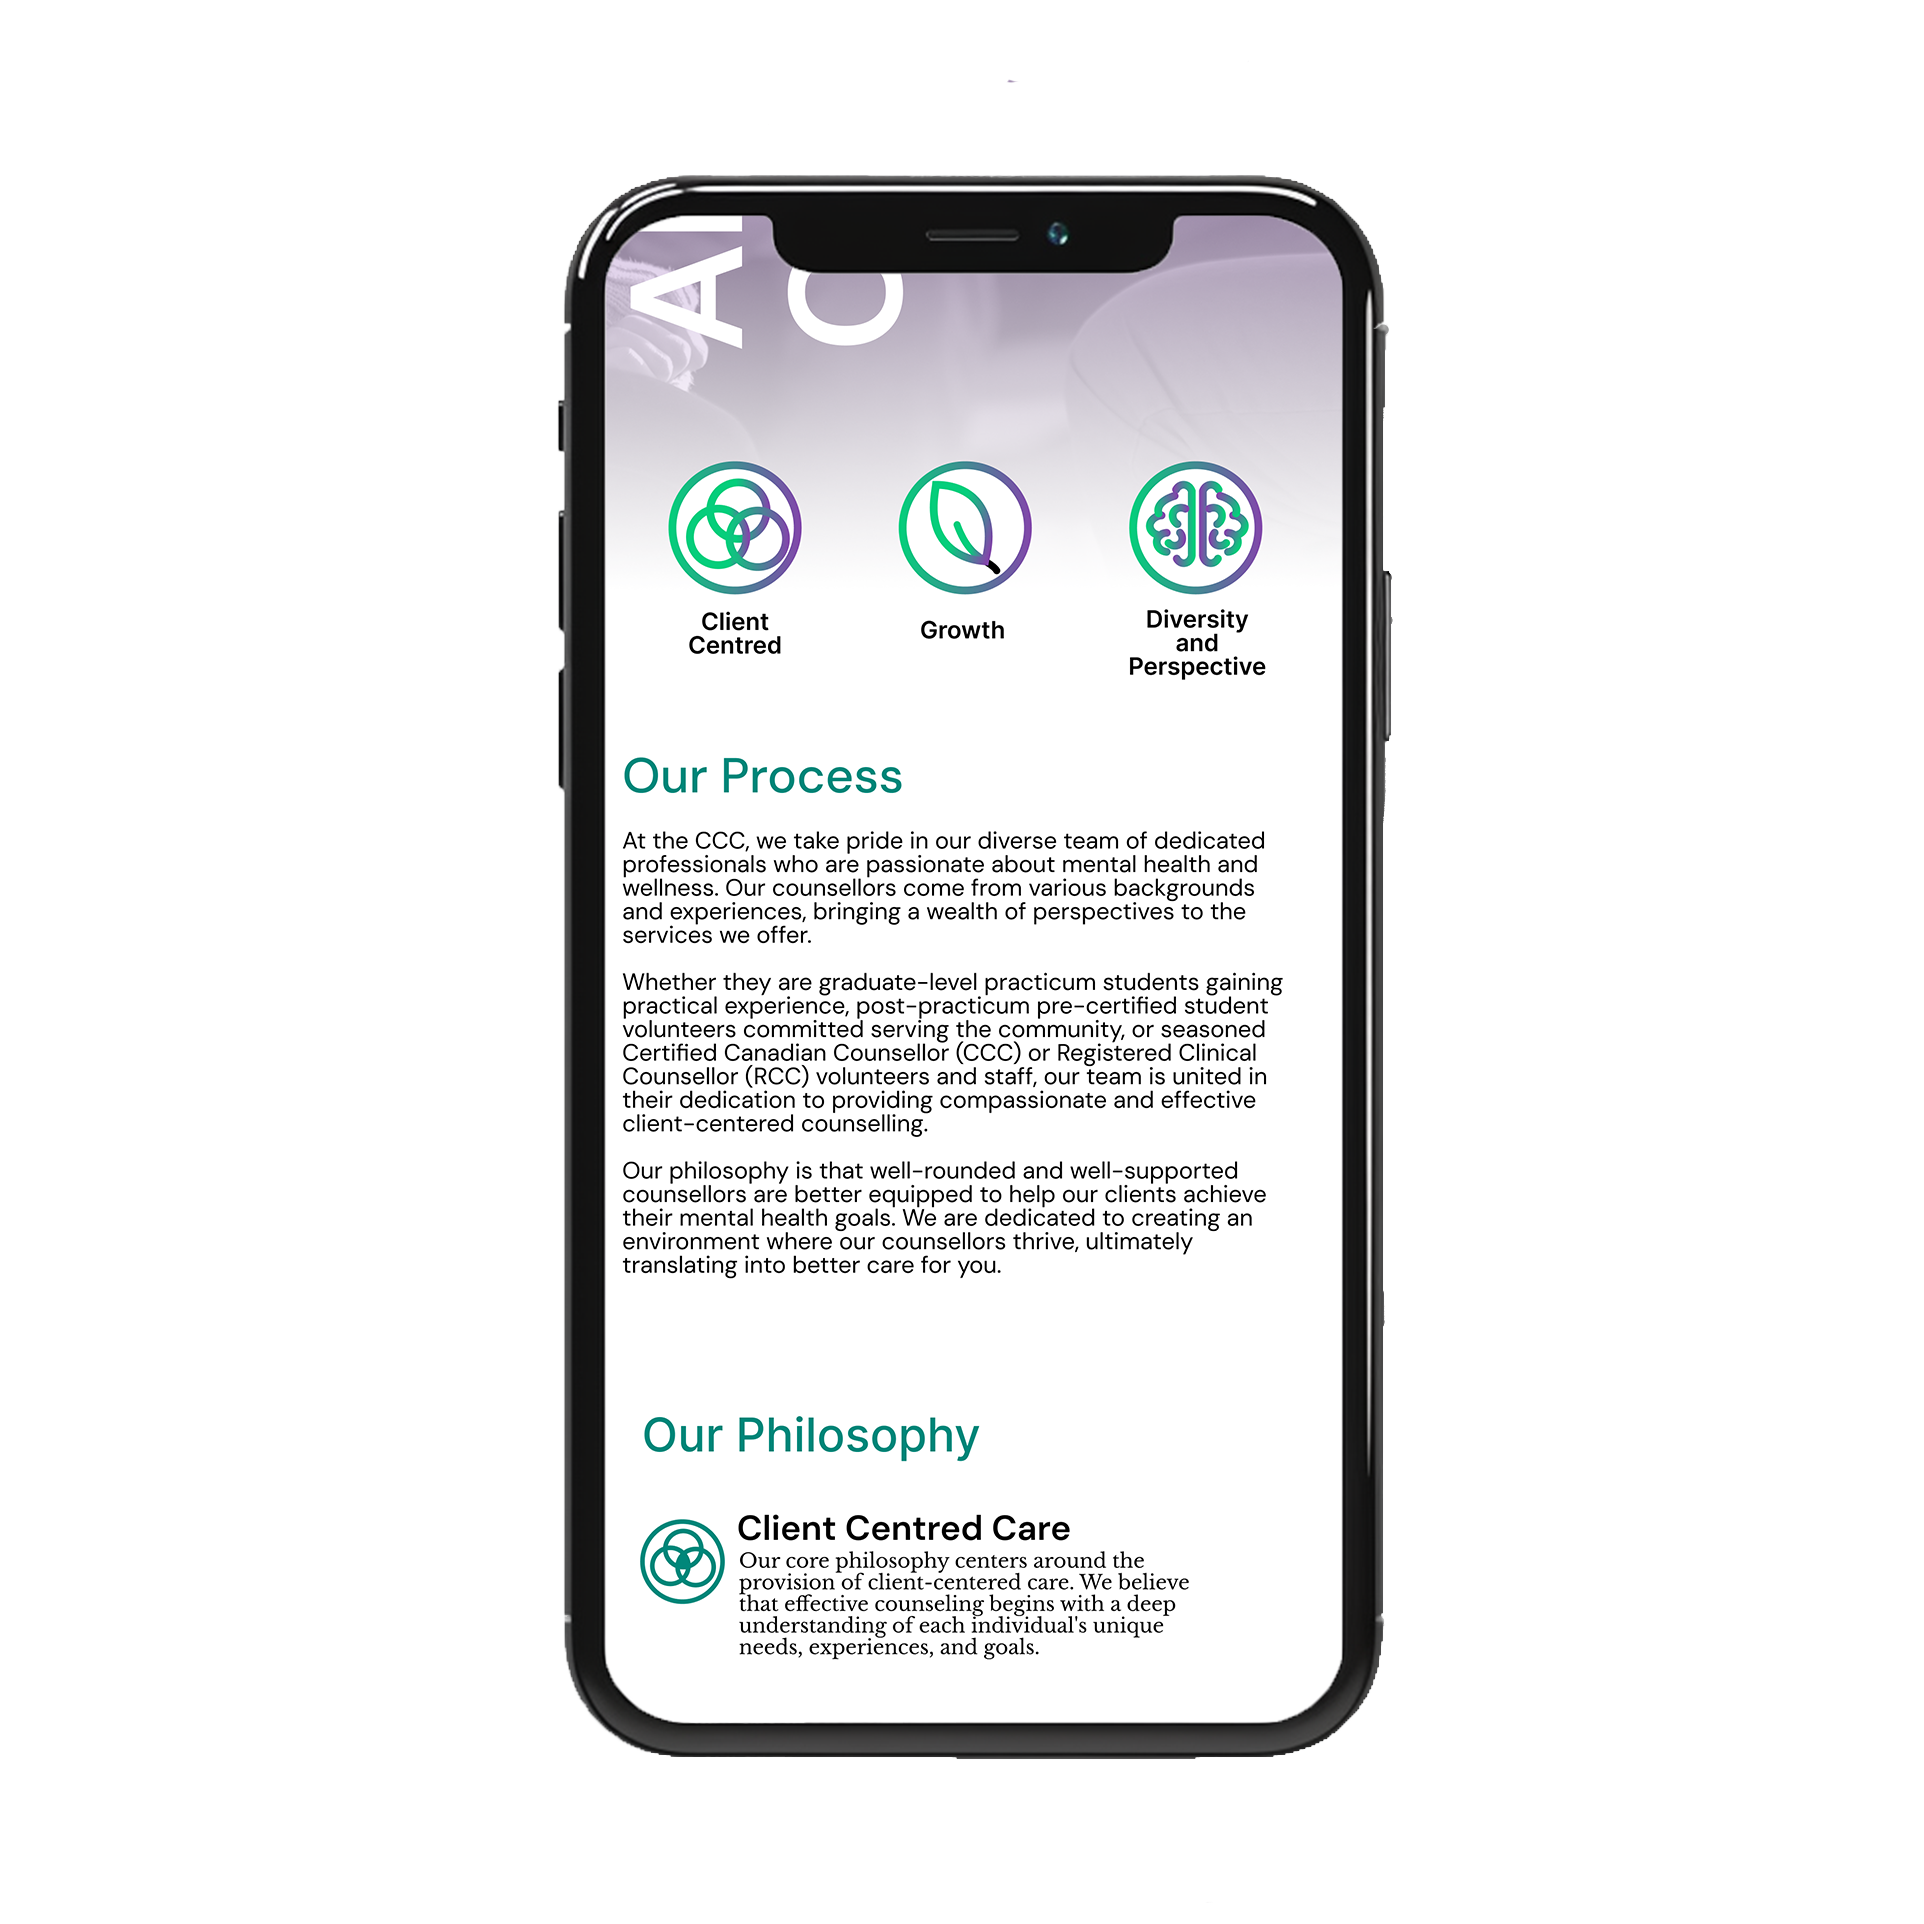 A
C
Client
Centred
Growth
Diversity
and
Perspective
Our Process
At the CCC, we take pride in our diverse team of dedicated
professionals who are passionate about mental health and
wellness. Our counsellors come from various backgrounds
and experiences, bringing a wealth of perspectives to the
services we offer.
Whether they are graduate-level practicum students gaining
practical experience, post-practicum pre-certified student
volunteers committed serving the community, or seasoned
Certified Canadian Counsellor (CCC) or Registered Clinical
Counsellor (RCC) volunteers and staff, our team is united in
their dedication to providing compassionate and effective
client-centered counselling.
Our philosophy is that well-rounded and well-supported
counsellors are better equipped to help our clients achieve
their mental health goals. We are dedicated to creating an
environment where our counsellors thrive, ultimately
translating into better care for you.
Our Philosophy
Client Centred Care
Our core philosophy centers around the
provision of client-centered care. We believe
that effective counseling begins with a deep
understanding of each individual's unique
needs, experiences, and goals.